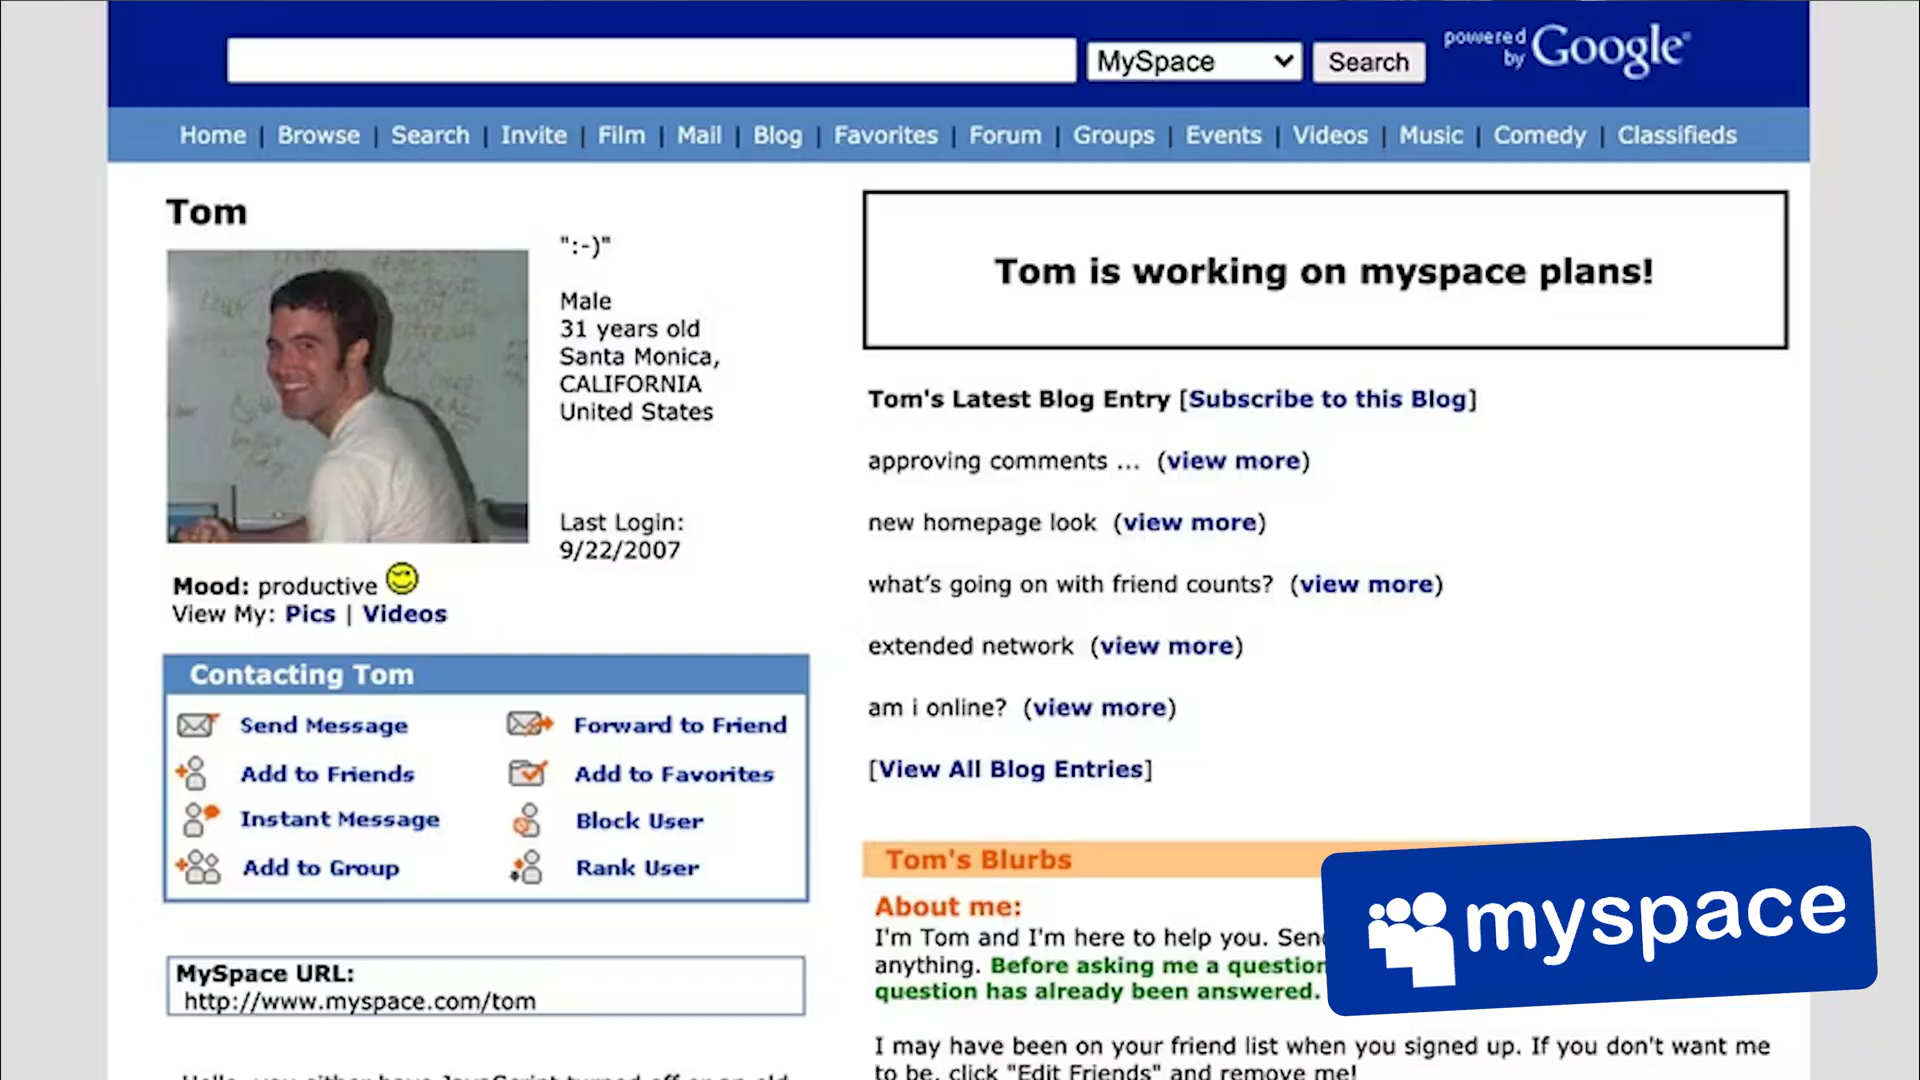 MySpace
Search
powered by Google
Home | Browse | Search | Invite | Film | Mail | Blog | Favorites | Forum | Groups | Events | Videos | Music | Comedy | Classifieds
Tom
":-)"
Male
31 years old
Santa Monica,
CALIFORNIA
United States
Last Login:
9/22/2007
Mood: productive
View My: Pics | Videos
Contacting Tom
Send Message
Forward to Friend
Add to Friends
Add to Favorites
Instant Message
Block User
Add to Group
Rank User
MySpace URL:
http://www.myspace.com/tom
Tom is working on myspace plans!
Tom's Latest Blog Entry [Subscribe to this Blog]
approving comments ... (view more)
new homepage look (view more)
what's going on with friend counts? (view more)
extended network (view more)
am i online? (view more)
[View All Blog Entries]
Tom's Blurbs
About me:
I'm Tom and I'm here to help you.
anything. Before asking me a question
question has already been answered.
I may have been on your friend list when you signed up. If you don't want me
to be, click "Edit Friends" and remove me!
myspace